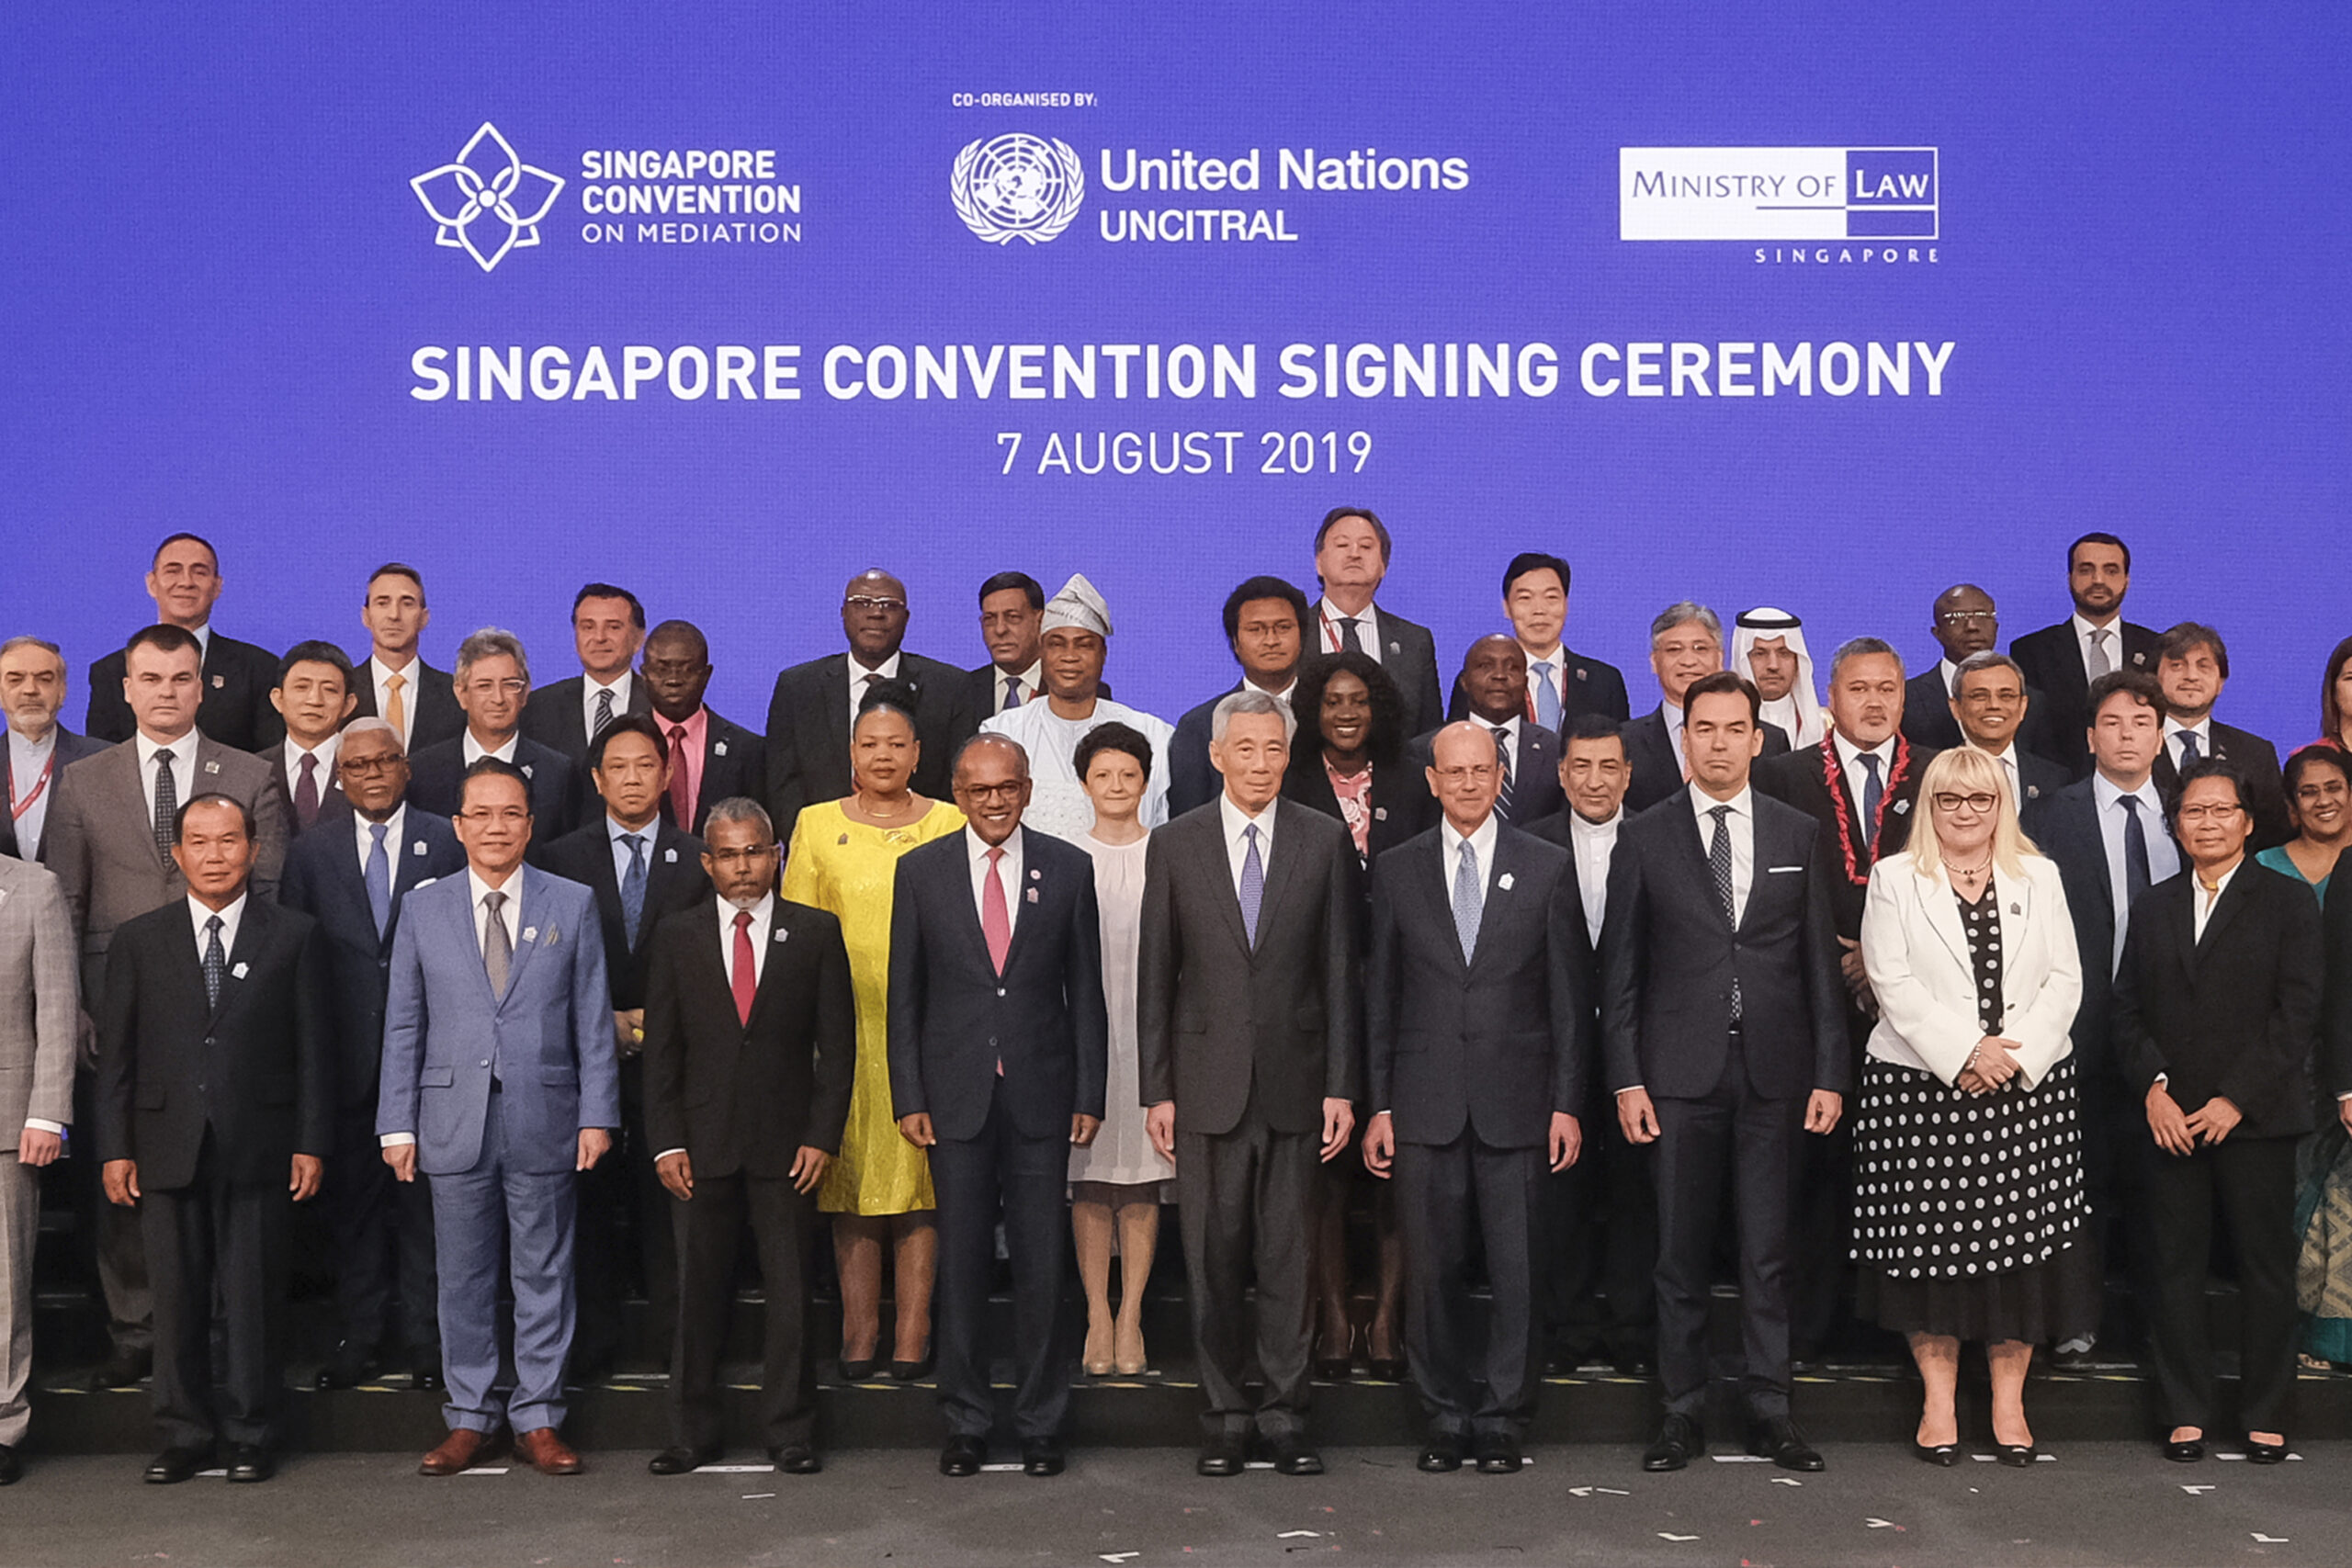 SINGAPORE
CONVENTION
ON MEDIATION
CO-ORGANISED BY:
United Nations
UNCITRAL
MINISTRY OF LAW
SINGAPORE
SINGAPORE CONVENTION SIGNING CEREMONY
7 AUGUST 2019